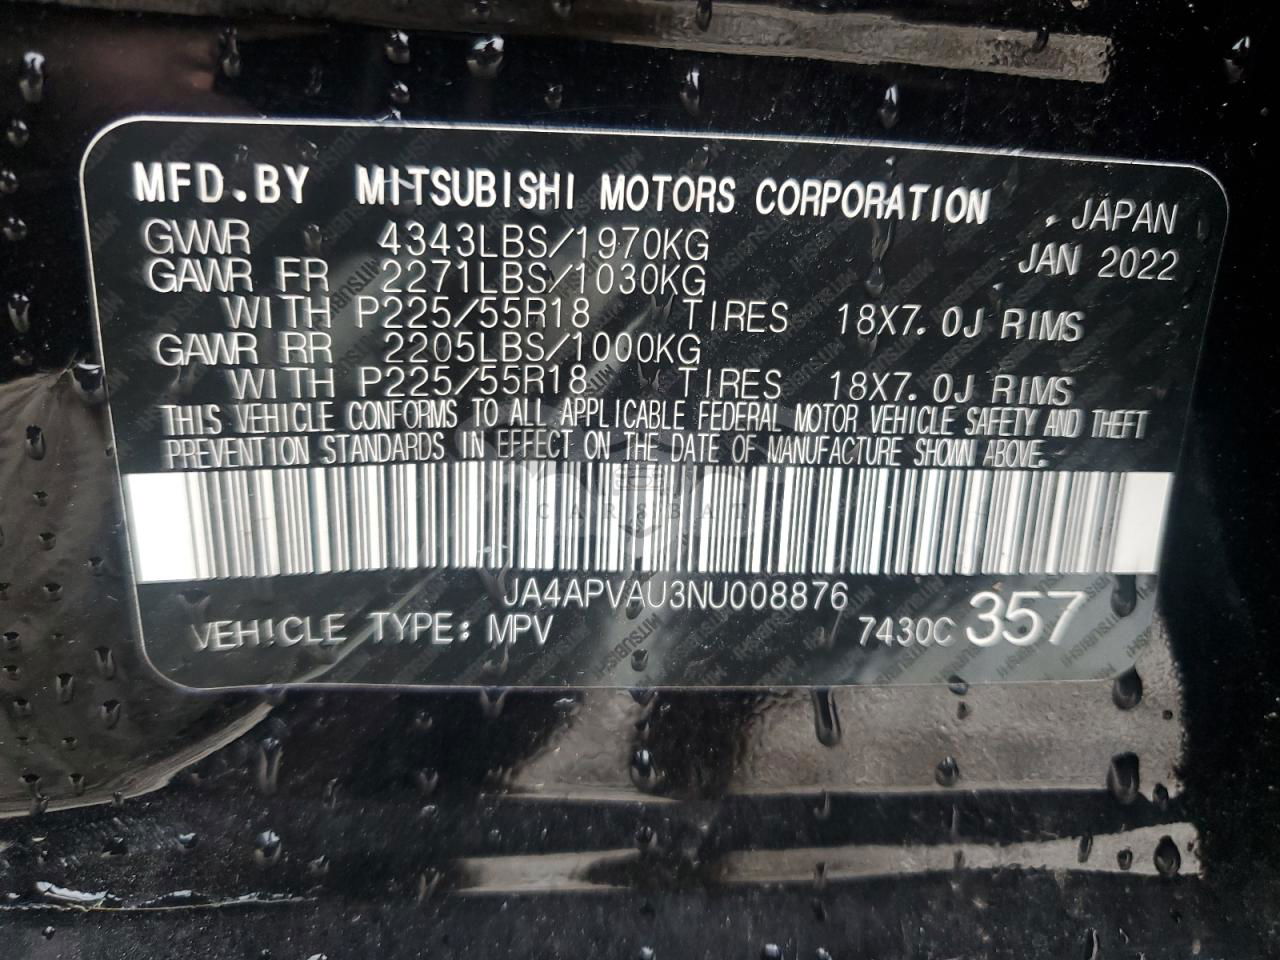 MFD.BY MITSUBISHI MOTORS CORPORATION JAPAN
GVWR 4343LBS/1970KG JAN 2022
GAWR FR 2271LBS/1030KG
WITH P225/55R18 TIRES 18X7.0J RIMS
GAWR RR 2205LBS/1000KG
WITH P225/55R18 TIRES 18X7.0J RIMS
THIS VEHICLE CONFORMS TO ALL APPLICABLE FEDERAL MOTOR VEHICLE SAFETY AND THEFT
PREVENTION STANDARDS IN EFFECT ON THE DATE OF MANUFACTURE SHOWN ABOVE.
CARSBAT
JA4APVAU3NU008876
VEHICLE TYPE: MPV 7430C 357